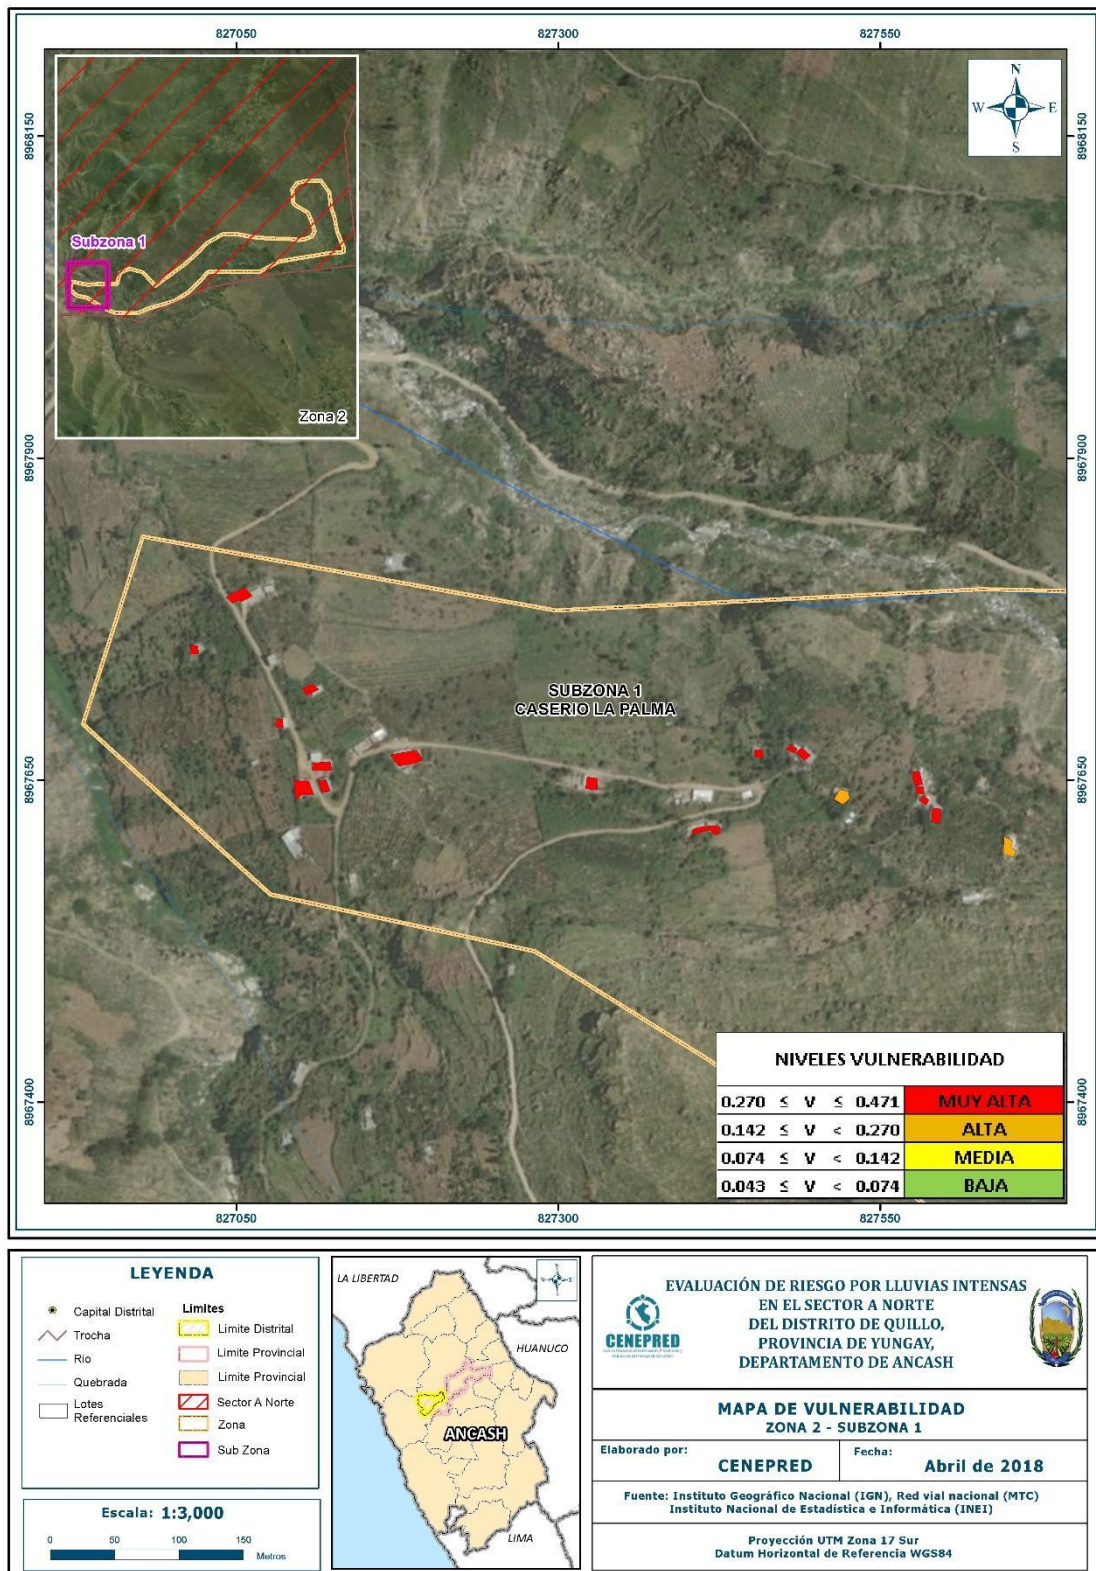 827050
827300
827550
8968150
8968150
N
W
E
S
Subzona 1
Zona 2
8967900
8967900
SUBZONA 1
CASERIO LA PALMA
8967650
8967650
NIVELES VULNERABILIDAD
0.270 ≤ V ≤ 0.471 MUY ALTA
0.142 ≤ V < 0.270 ALTA
0.074 ≤ V < 0.142 MEDIA
0.043 ≤ V < 0.074 BAJA
8967400
8967400
827050
827300
827550
LEYENDA
Capital Distrital
Trocha
Rio
Quebrada
Lotes
Referenciales
Límites
Limite Distrital
Limite Provincial
Limite Provincial
Sector A Norte
Zona
Sub Zona
Escala: 1:3,000
0 50 100 150
Metros
LA LIBERTAD
HUANUCO
ANCASH
LIMA
CENEPRED
EVALUACIÓN DE RIESGO POR LLUVIAS INTENSAS
EN EL SECTOR A NORTE
DEL DISTRITO DE QUILLO,
PROVINCIA DE YUNGAY,
DEPARTAMENTO DE ANCASH
MAPA DE VULNERABILIDAD
ZONA 2 - SUBZONA 1
Elaborado por:
CENEPRED
Fecha:
Abril de 2018
Fuente: Instituto Geográfico Nacional (IGN), Red vial nacional (MTC)
Instituto Nacional de Estadística e Informática (INEI)
Proyección UTM Zona 17 Sur
Datum Horizontal de Referencia WGS84